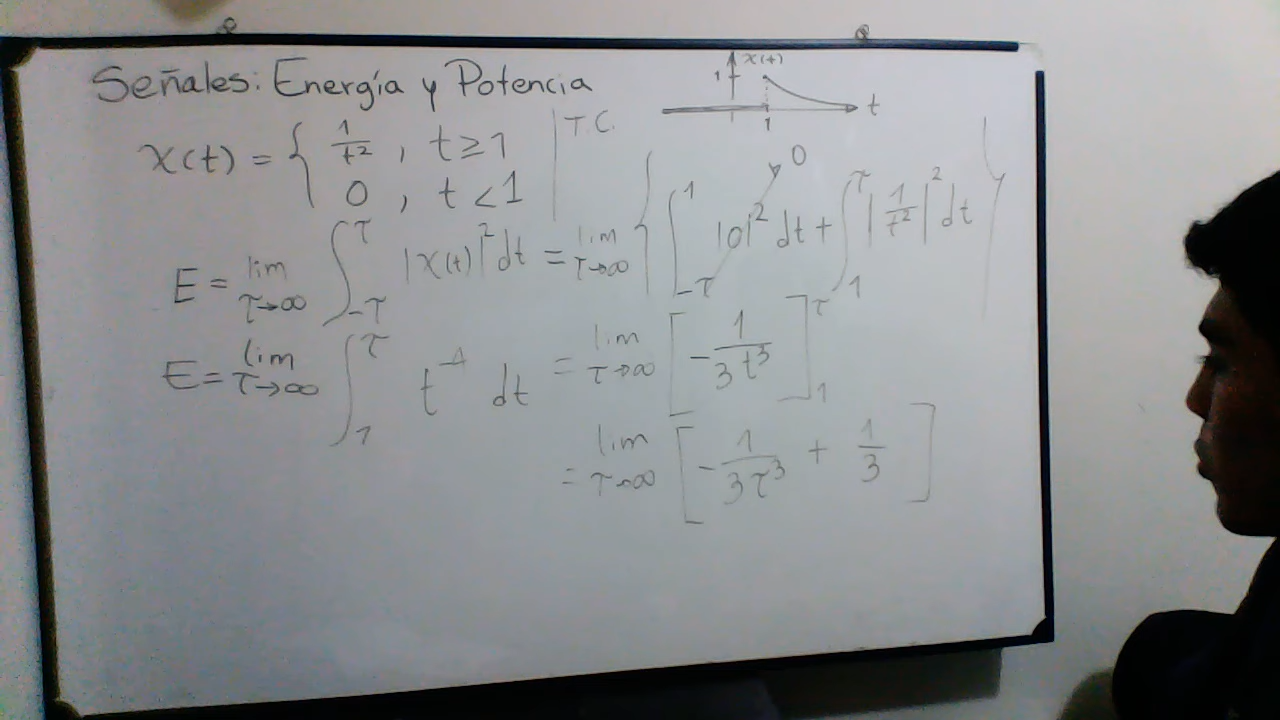 Señales: Energía y Potencia
x(t)
1
t
1
x(t) = { 1/t² , t ≥ 1
0 , t < 1
T.C.
E = lim τ→∞ ∫_{-τ}^{τ} |x(t)|² dt = lim τ→∞ { ∫_{-τ}^{1} |0|² dt + ∫_{1}^{τ} |1/t²|² dt }
0
E = lim τ→∞ ∫_{1}^{τ} t⁻⁴ dt = lim τ→∞ [ - 1/3t³ ]_{1}^{τ}
= lim τ→∞ [ - 1/3τ³ + 1/3 ]